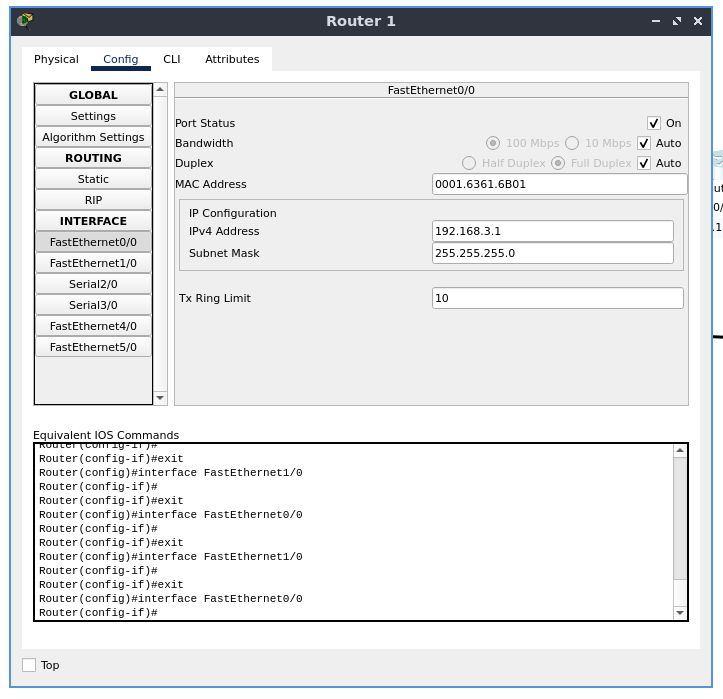 Router 1
Physical Config CLI Attributes
GLOBAL
Settings
Algorithm Settings
ROUTING
Static
RIP
INTERFACE
FastEthernet0/0
FastEthernet1/0
Serial2/0
Serial3/0
FastEthernet4/0
FastEthernet5/0
FastEthernet0/0
Port Status On
Bandwidth 100 Mbps 10 Mbps Auto
Duplex Half Duplex Full Duplex Auto
MAC Address 0001.6361.6B01
IP Configuration
IPv4 Address 192.168.3.1
Subnet Mask 255.255.255.0
Tx Ring Limit 10
Equivalent IOS Commands
Router(config-if)#
Router(config-if)#exit
Router(config)#interface FastEthernet1/0
Router(config-if)#
Router(config-if)#exit
Router(config)#interface FastEthernet0/0
Router(config-if)#
Router(config-if)#exit
Router(config)#interface FastEthernet1/0
Router(config-if)#
Router(config-if)#exit
Router(config)#interface FastEthernet0/0
Router(config-if)#
Top